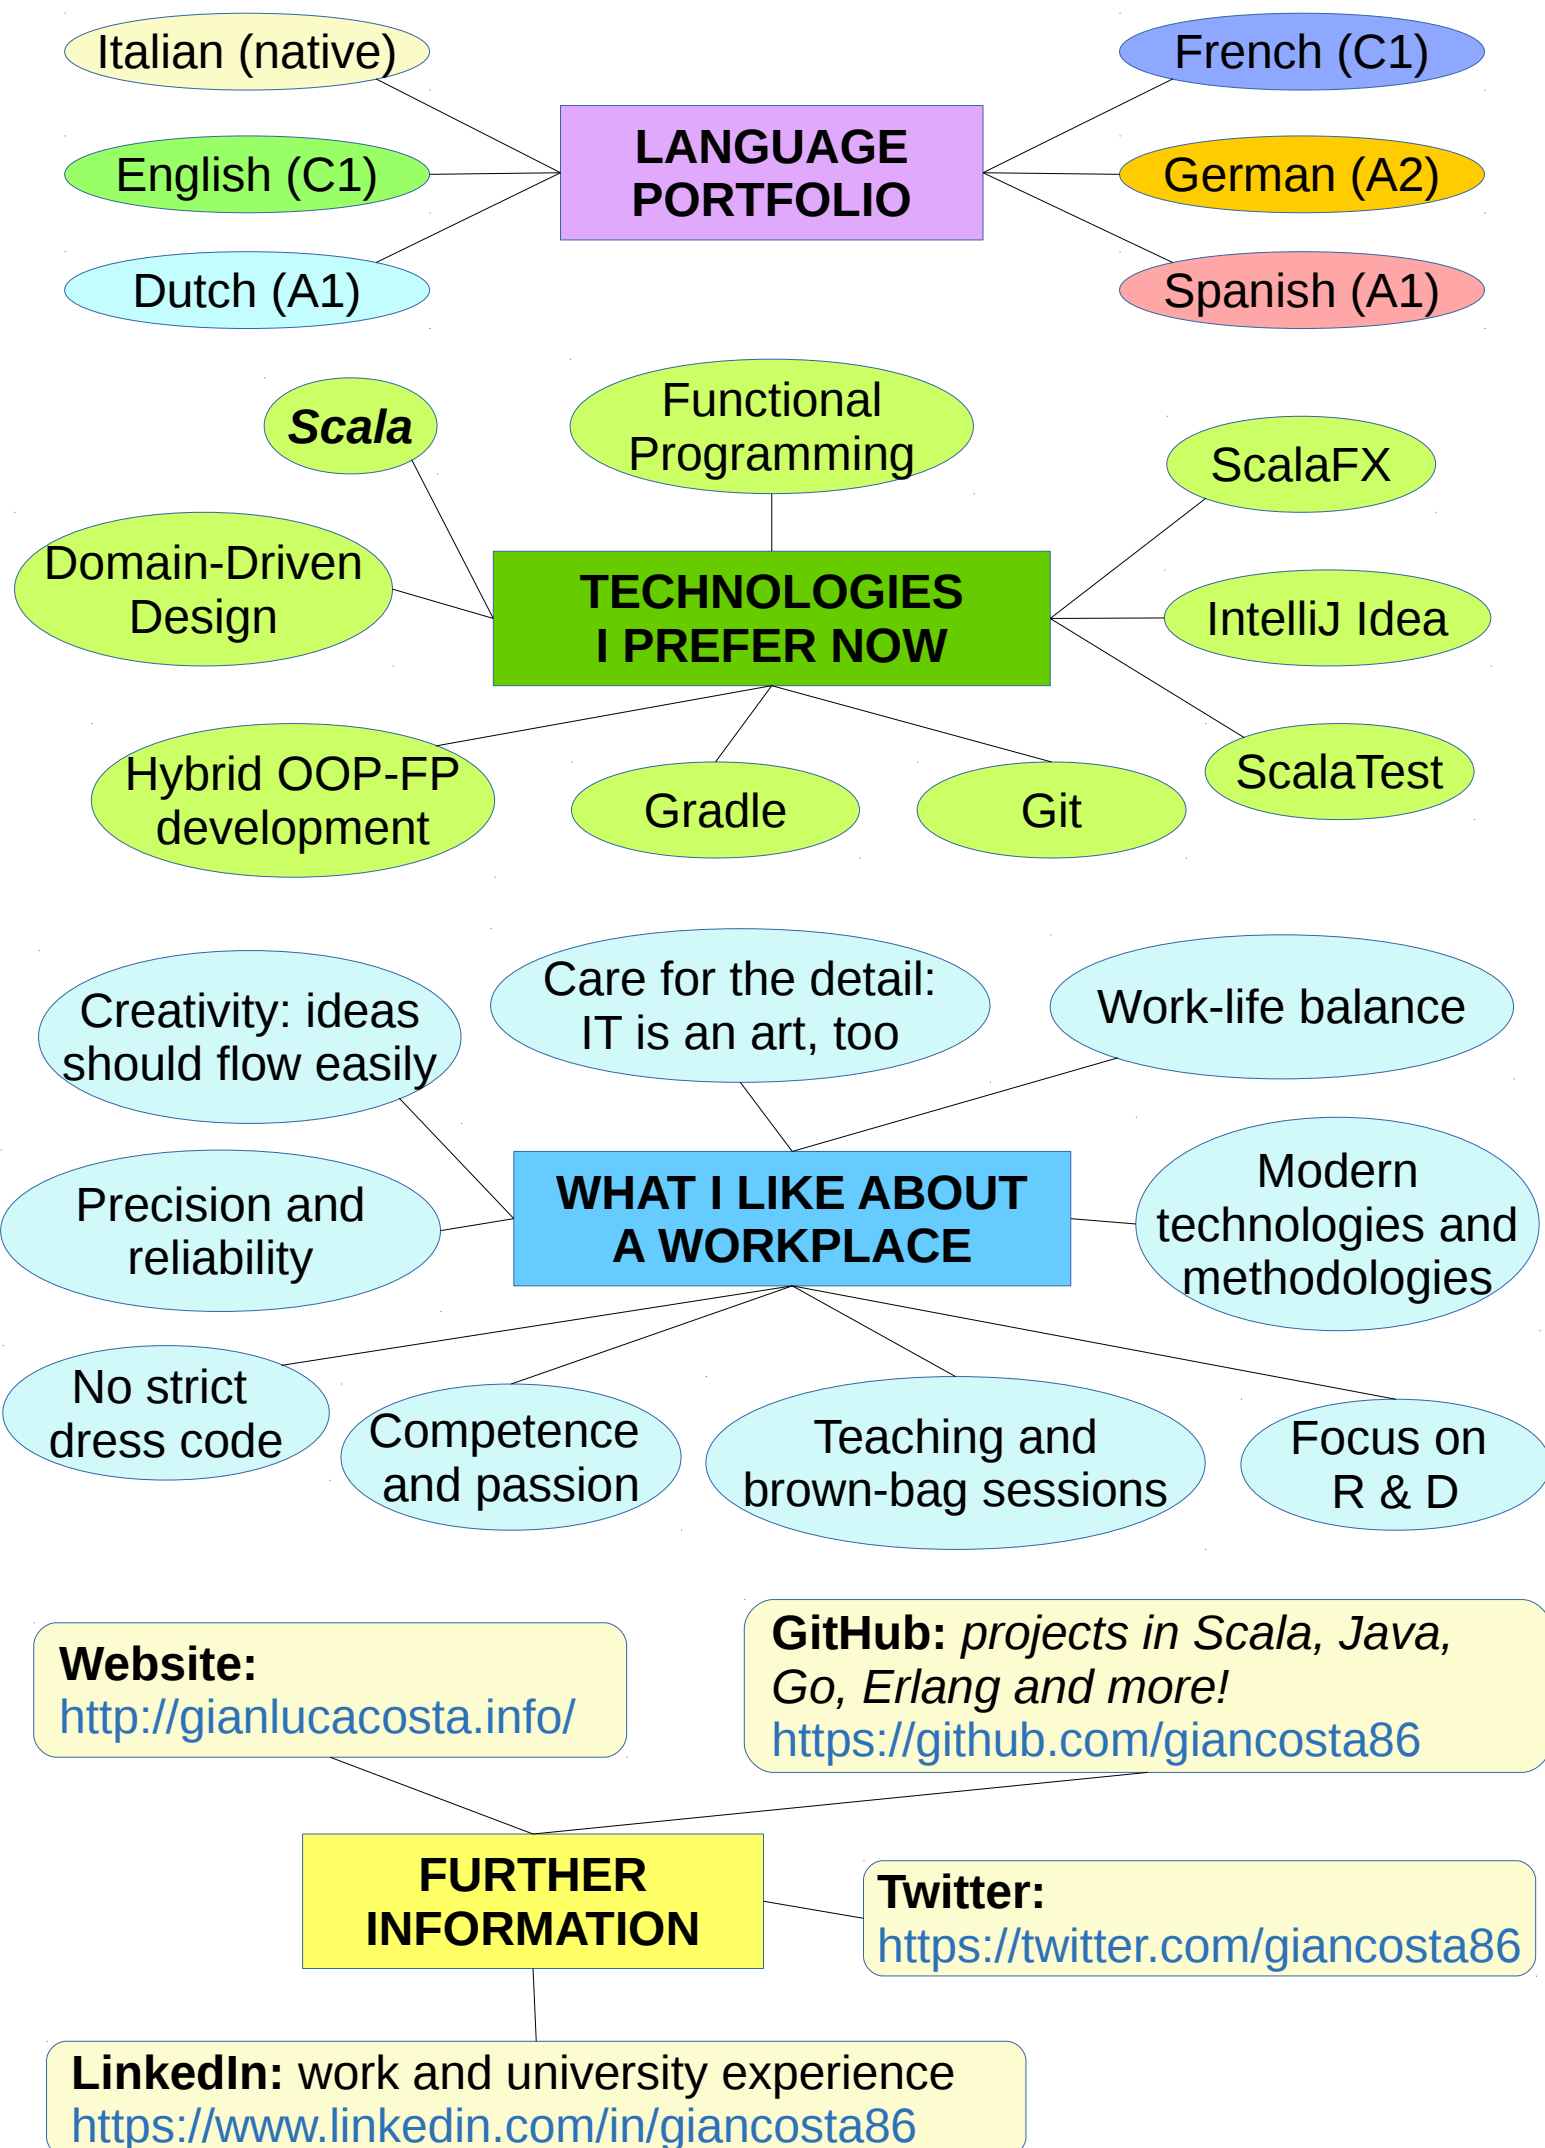 Italian (native)
French (C1)
LANGUAGE
PORTFOLIO
English (C1)
German (A2)
Dutch (A1)
Spanish (A1)
Scala
Functional
Programming
ScalaFX
Domain-Driven
Design
TECHNOLOGIES
I PREFER NOW
IntelliJ Idea
Hybrid OOP-FP
development
Gradle
Git
ScalaTest
Creativity: ideas
should flow easily
Care for the detail:
IT is an art, too
Work-life balance
Precision and
reliability
WHAT I LIKE ABOUT
A WORKPLACE
Modern
technologies and
methodologies
No strict
dress code
Competence
and passion
Teaching and
brown-bag sessions
Focus on
R & D
Website:
http://gianlucacosta.info/
GitHub: projects in Scala, Java,
Go, Erlang and more!
https://github.com/giancosta86
FURTHER
INFORMATION
Twitter:
https://twitter.com/giancosta86
LinkedIn: work and university experience
https://www.linkedin.com/in/giancosta86